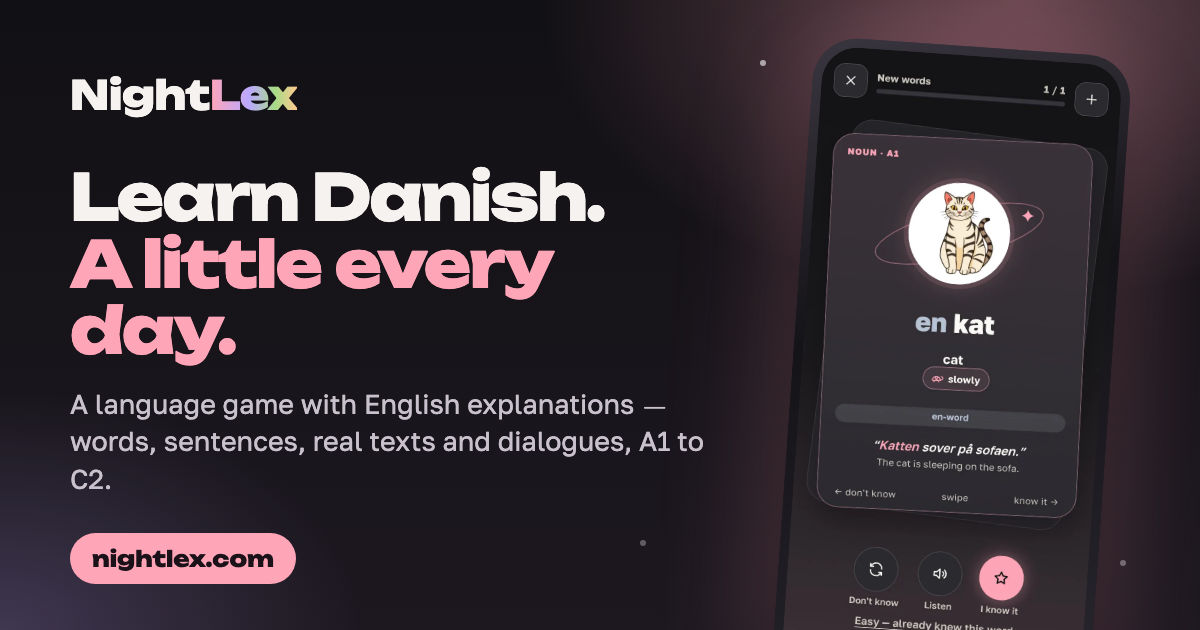 NightLex
Learn Danish.
A little every
day.
A language game with English explanations —
words, sentences, real texts and dialogues, A1 to
C2.
nightlex.com
New words
1 / 1
NOUN · A1
en kat
cat
slowly
en-word
“Katten sover på sofaen.”
The cat is sleeping on the sofa.
← don't know swipe know it →
Don't know Listen I know it
Easy — already knew this word